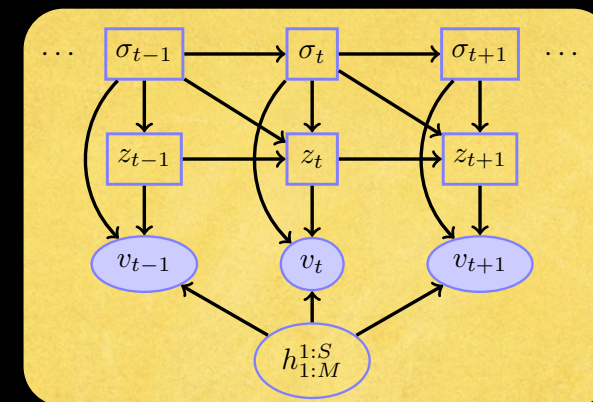 ⋯ σ_{t−1} σ_t σ_{t+1} ⋯
z_{t−1} z_t z_{t+1}
v_{t−1} v_t v_{t+1}
h^{1:S}_{1:M}